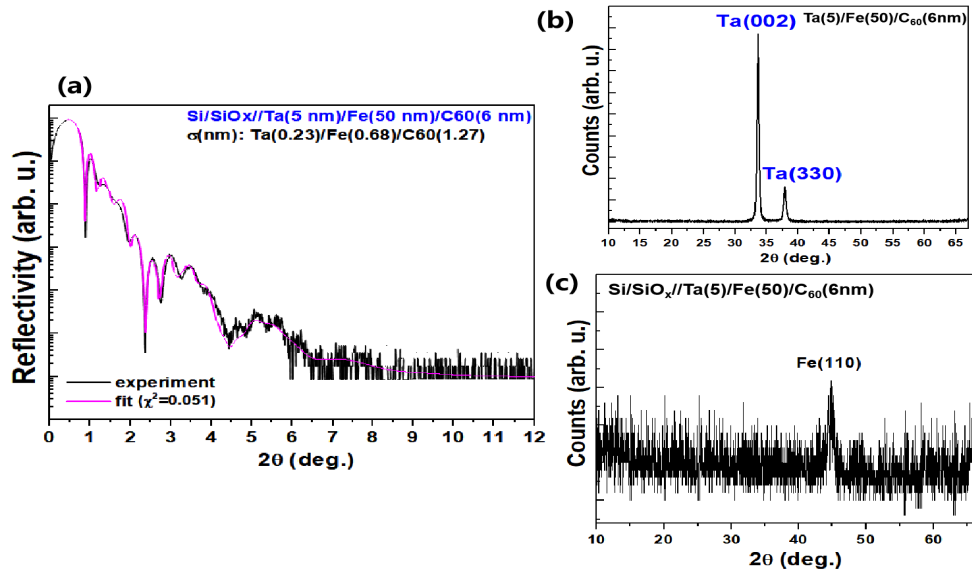 (a)
Si/SiOx//Ta(5 nm)/Fe(50 nm)/C60(6 nm)
σ(nm): Ta(0.23)/Fe(0.68)/C60(1.27)
Reflectivity (arb. u.)
experiment
fit (χ²=0.051)
0 1 2 3 4 5 6 7 8 9 10 11 12
2θ (deg.)
(b)
Ta(002)
Ta(5)/Fe(50)/C₆₀(6nm)
Ta(330)
Counts (arb. u.)
10 15 20 25 30 35 40 45 50 55 60 65
2θ (deg.)
(c)
Si/SiOₓ//Ta(5)/Fe(50)/C₆₀(6nm)
Fe(110)
Counts (arb. u.)
10 20 30 40 50 60
2θ (deg.)